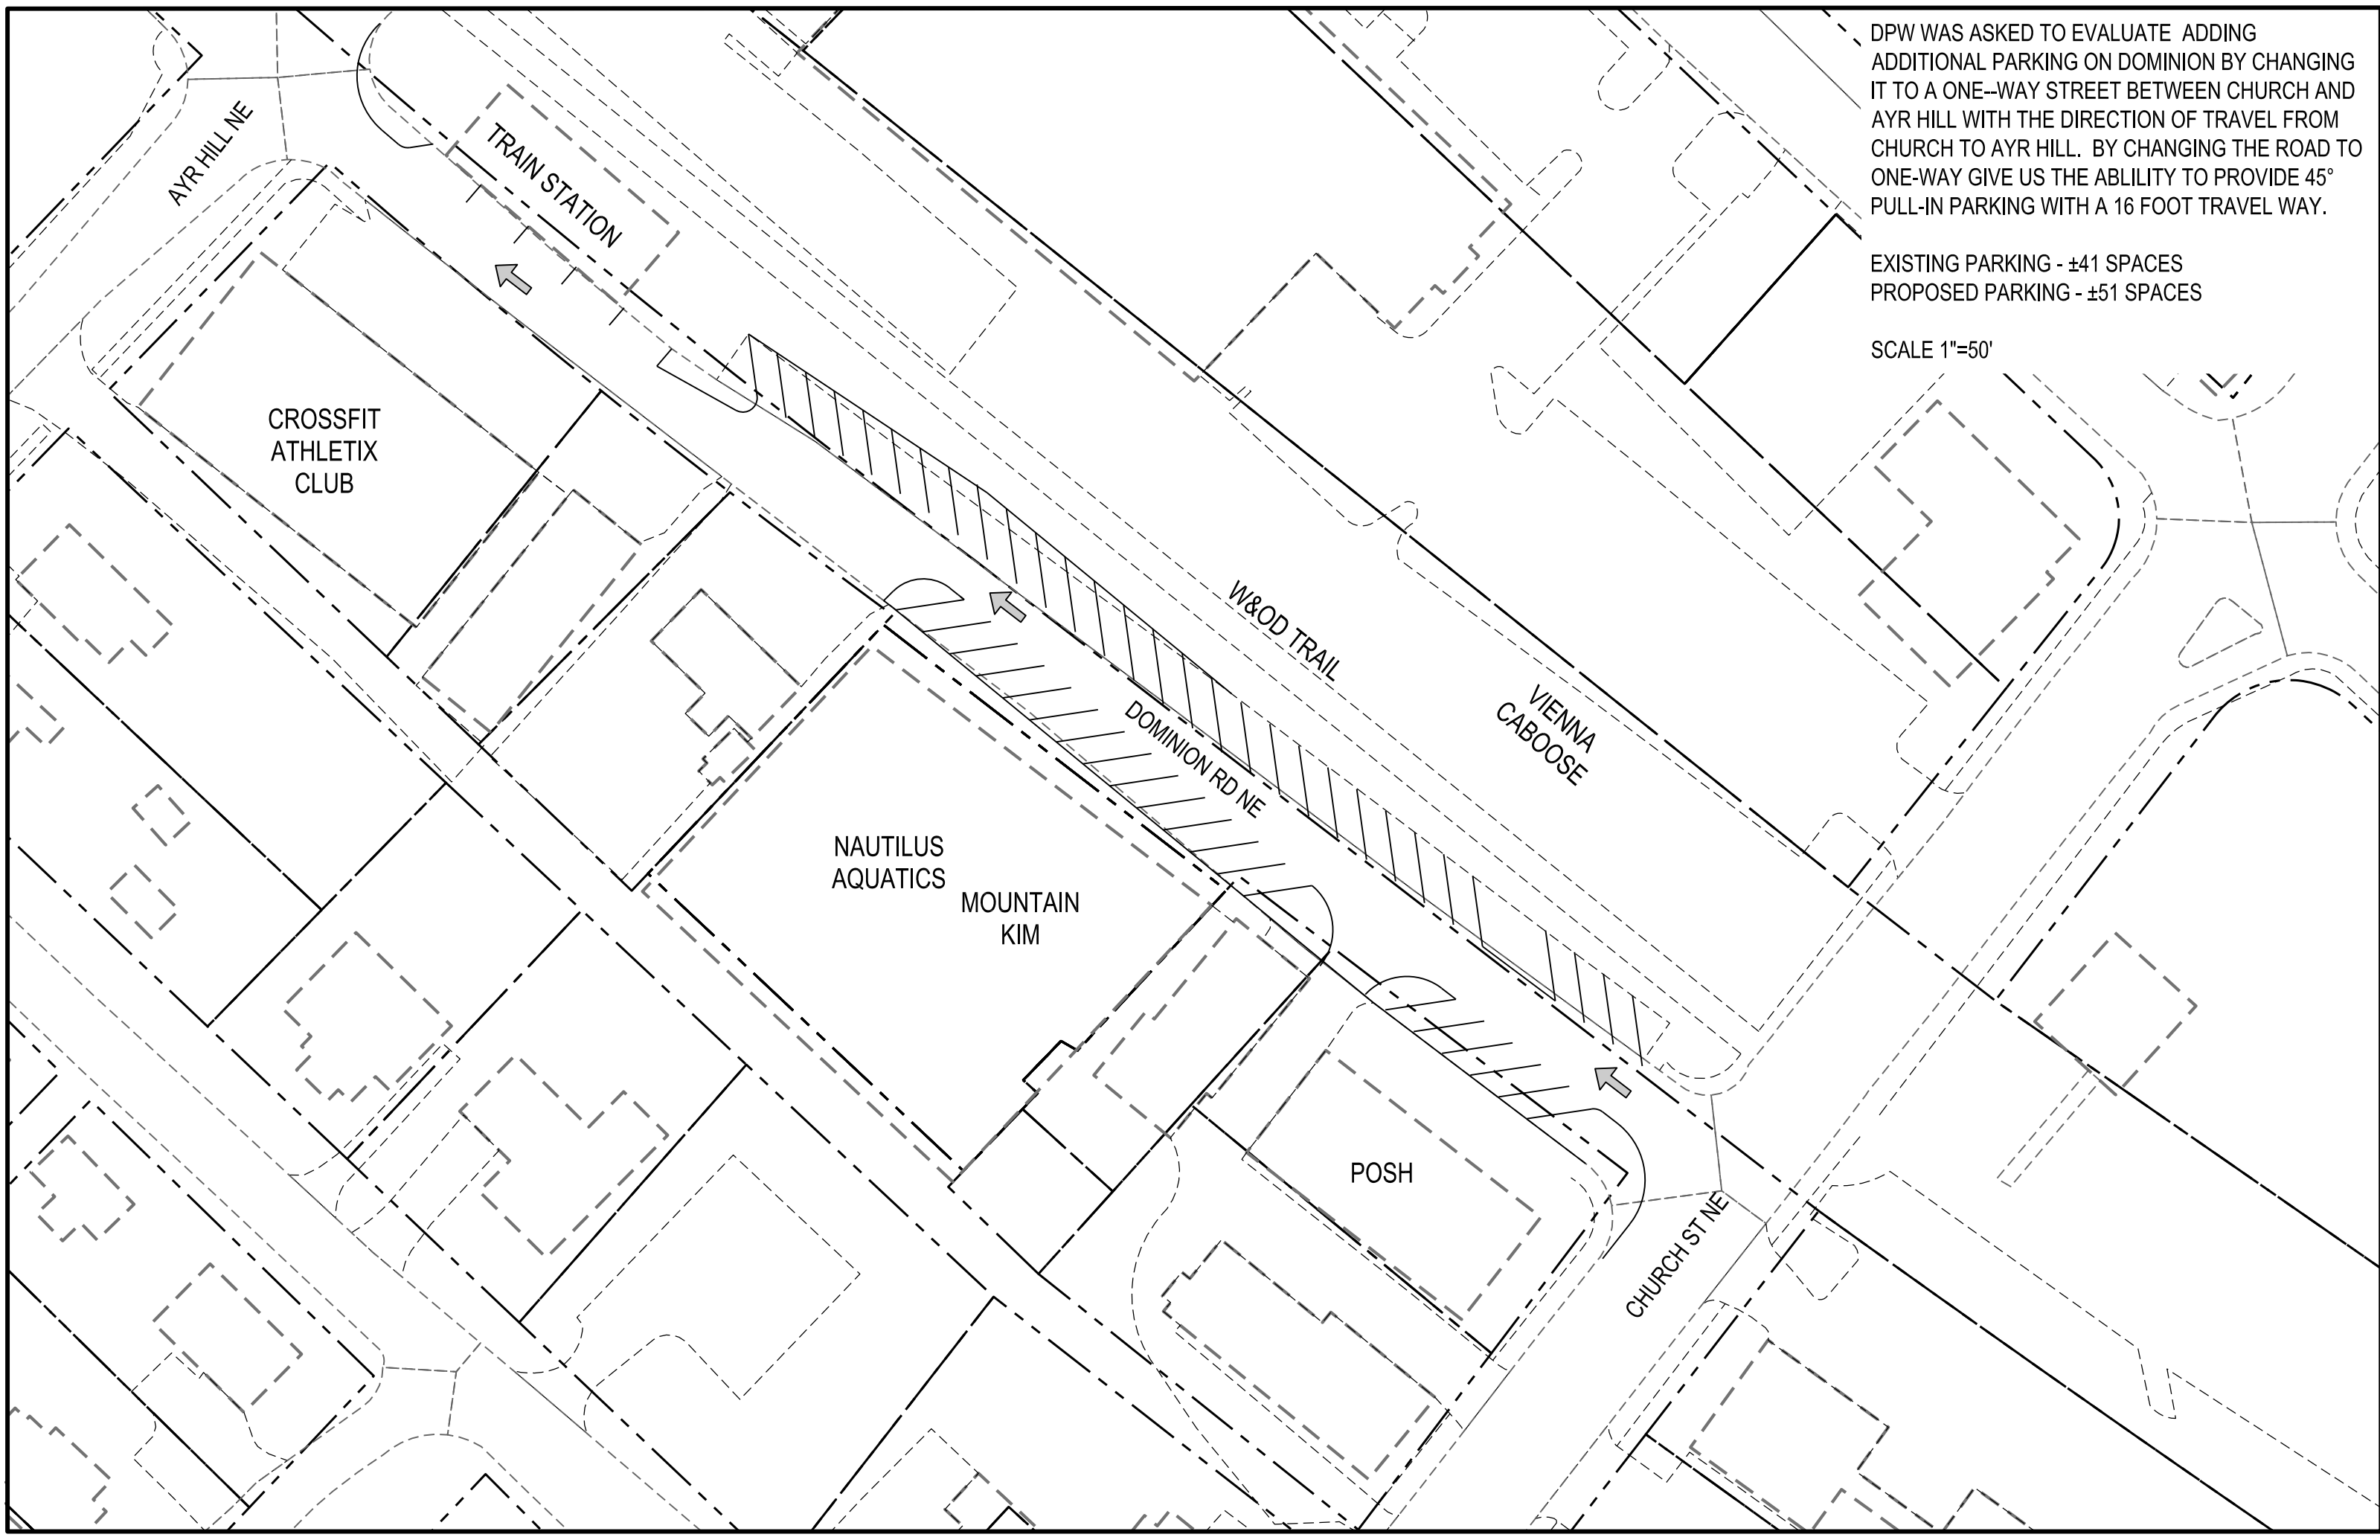 DPW WAS ASKED TO EVALUATE ADDING
ADDITIONAL PARKING ON DOMINION BY CHANGING
IT TO A ONE--WAY STREET BETWEEN CHURCH AND
AYR HILL WITH THE DIRECTION OF TRAVEL FROM
CHURCH TO AYR HILL. BY CHANGING THE ROAD TO
ONE-WAY GIVE US THE ABLILITY TO PROVIDE 45°
PULL-IN PARKING WITH A 16 FOOT TRAVEL WAY.
EXISTING PARKING - ±41 SPACES
PROPOSED PARKING - ±51 SPACES
SCALE 1"=50'
AYR HILL NE
TRAIN STATION
CROSSFIT
ATHLETIX
CLUB
W&OD TRAIL
VIENNA
CABOOSE
DOMINION RD NE
NAUTILUS
AQUATICS
MOUNTAIN
KIM
POSH
CHURCH ST NE